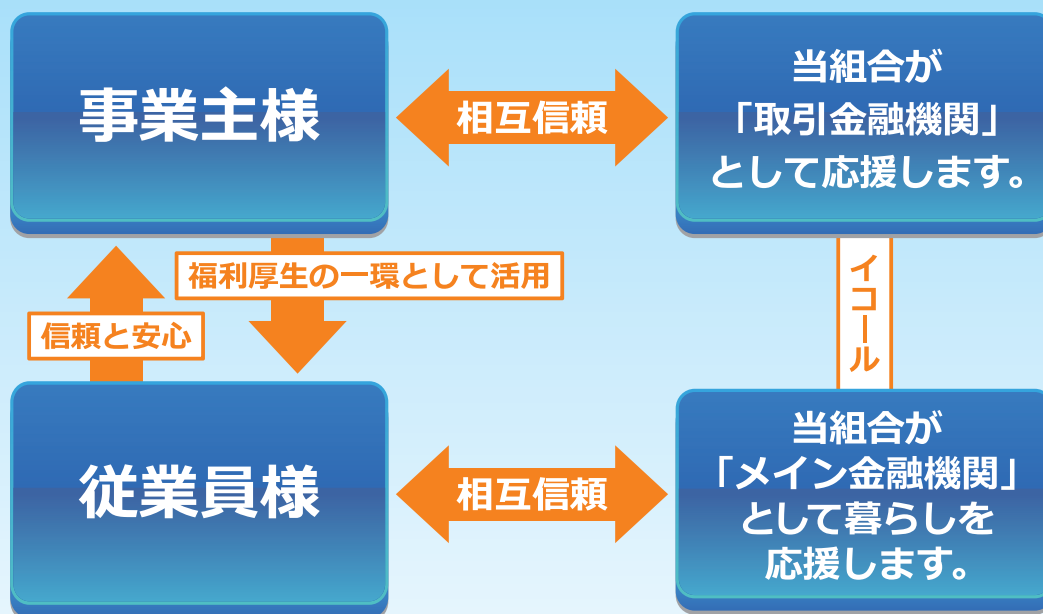 事業主様
相互信頼
当組合が
「取引金融機関」
として応援します。
福利厚生の一環として活用
信頼と安心
イコール
従業員様
相互信頼
当組合が
「メイン金融機関」
として暮らしを
応援します。